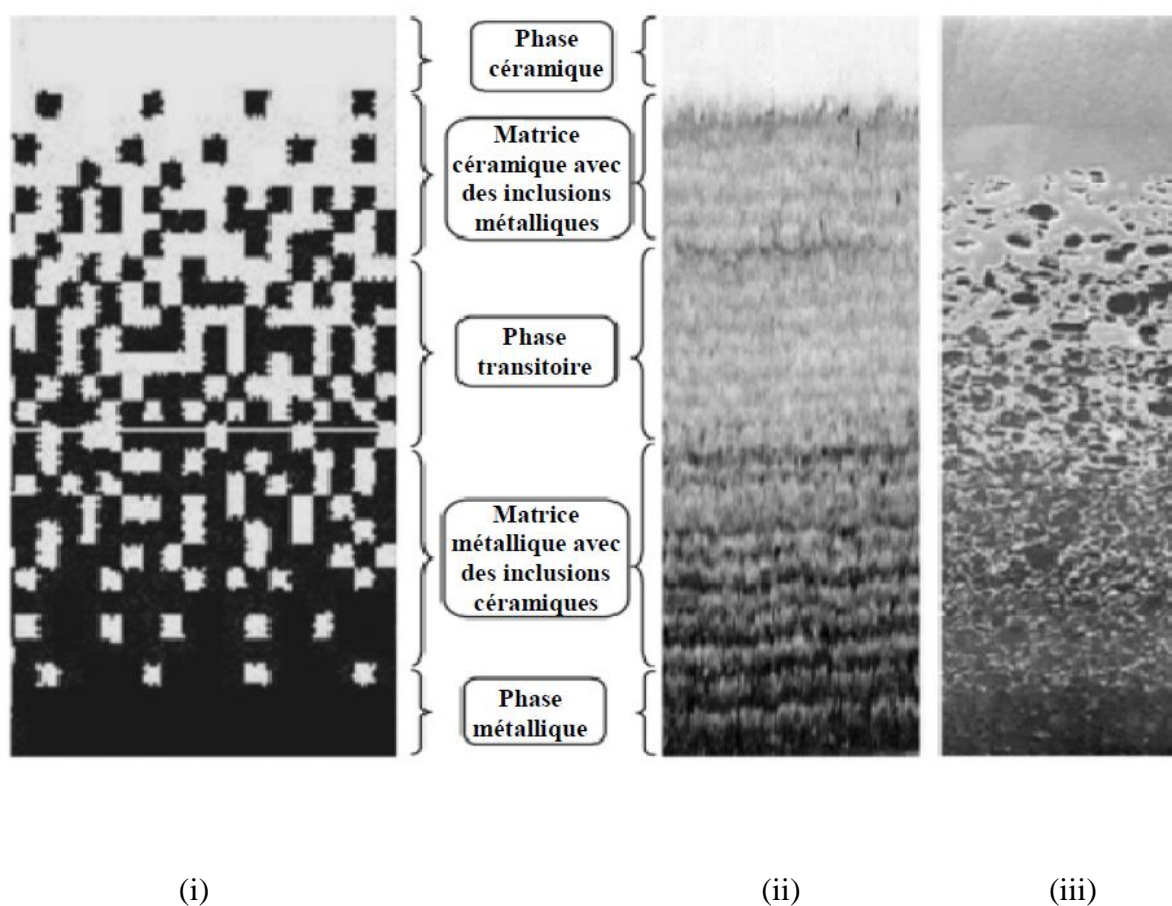 Phase
céramique
Matrice
céramique avec
des inclusions
métalliques
Phase
transitoire
Matrice
métallique avec
des inclusions
céramiques
Phase
métallique
(i)
(ii)
(iii)